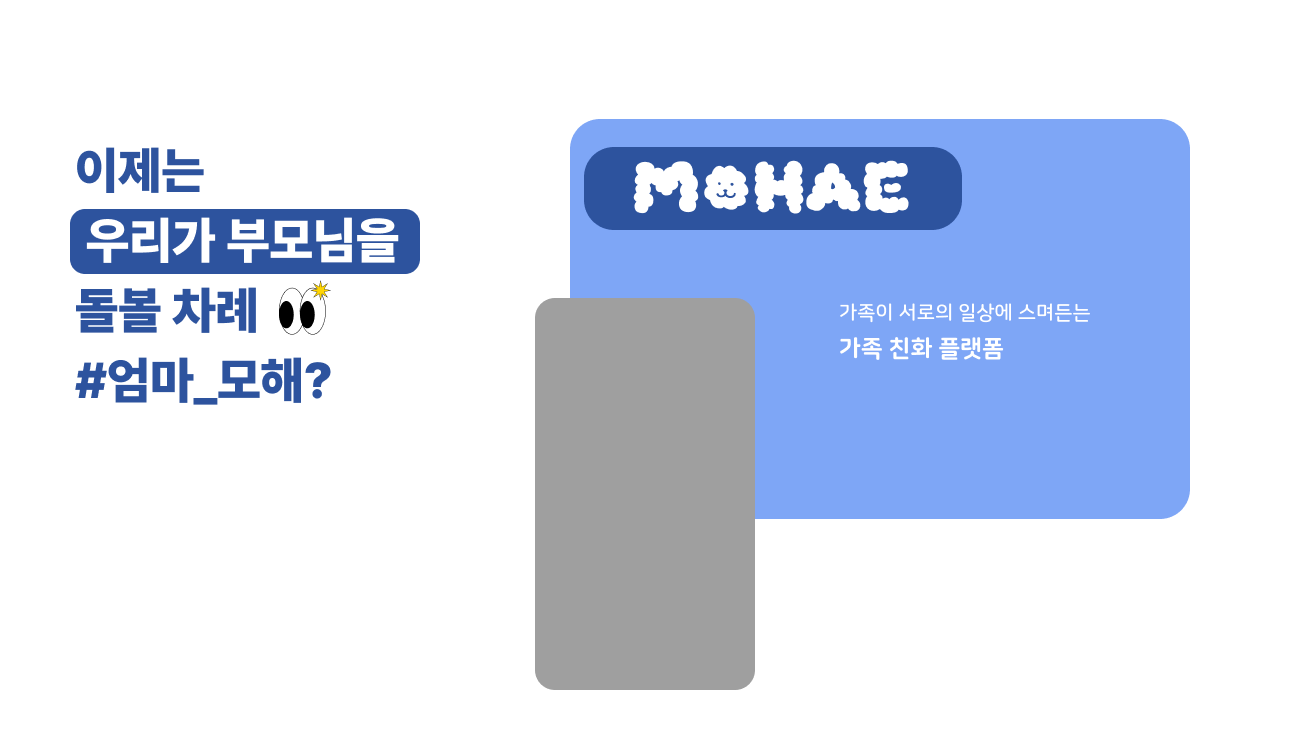 이제는
우리가 부모님을
돌볼 차례
#엄마_모해?
MOHAE
가족이 서로의 일상에 스며든는
가족 친화 플랫폼